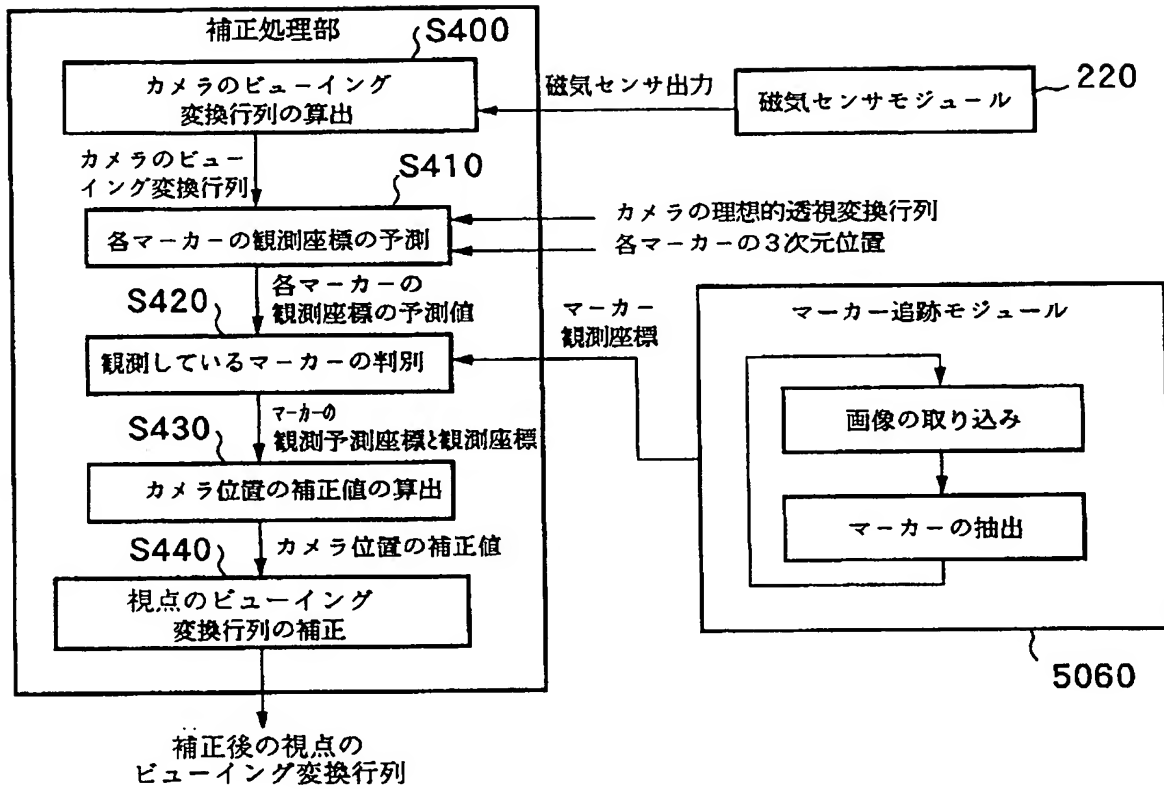 補正処理部
S400
カメラのビューイング
変換行列の算出
磁気センサ出力
磁気センサモジュール
220
カメラのビュー
イング変換行列
S410
各マーカーの観測座標の予測
カメラの理想的透視変換行列
各マーカーの3次元位置
S420
各マーカーの
観測座標の予測値
マーカー
観測座標
観測しているマーカーの判別
S430
マーカーの
観測予測座標と観測座標
カメラ位置の補正値の算出
S440
カメラ位置の補正値
視点のビューイング
変換行列の補正
補正後の視点の
ビューイング変換行列
マーカー追跡モジュール
画像の取り込み
マーカーの抽出
5060